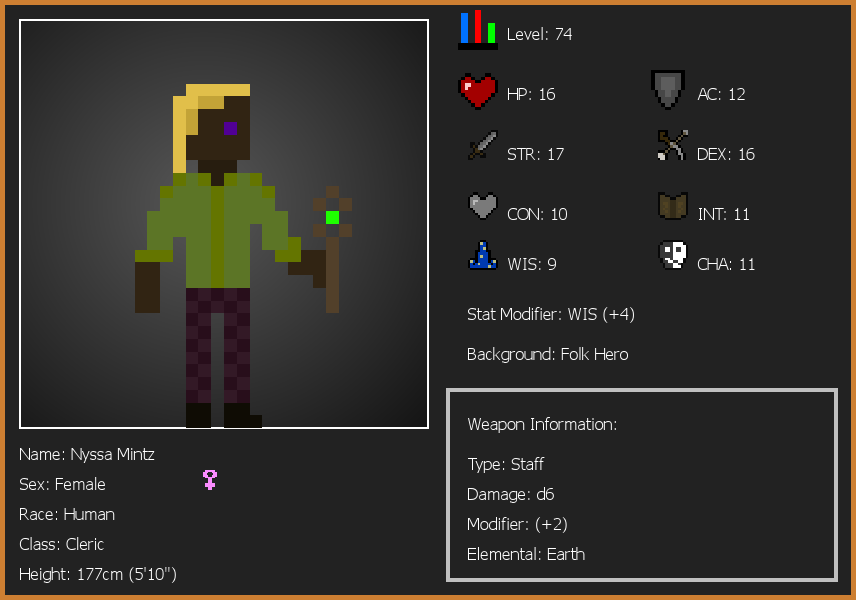 Level: 74
HP: 16
AC: 12
STR: 17
DEX: 16
CON: 10
INT: 11
WIS: 9
CHA: 11
Stat Modifier: WIS (+4)
Background: Folk Hero
Weapon Information:
Type: Staff
Damage: d6
Modifier: (+2)
Elemental: Earth
Name: Nyssa Mintz
Sex: Female
Race: Human
Class: Cleric
Height: 177cm (5'10")